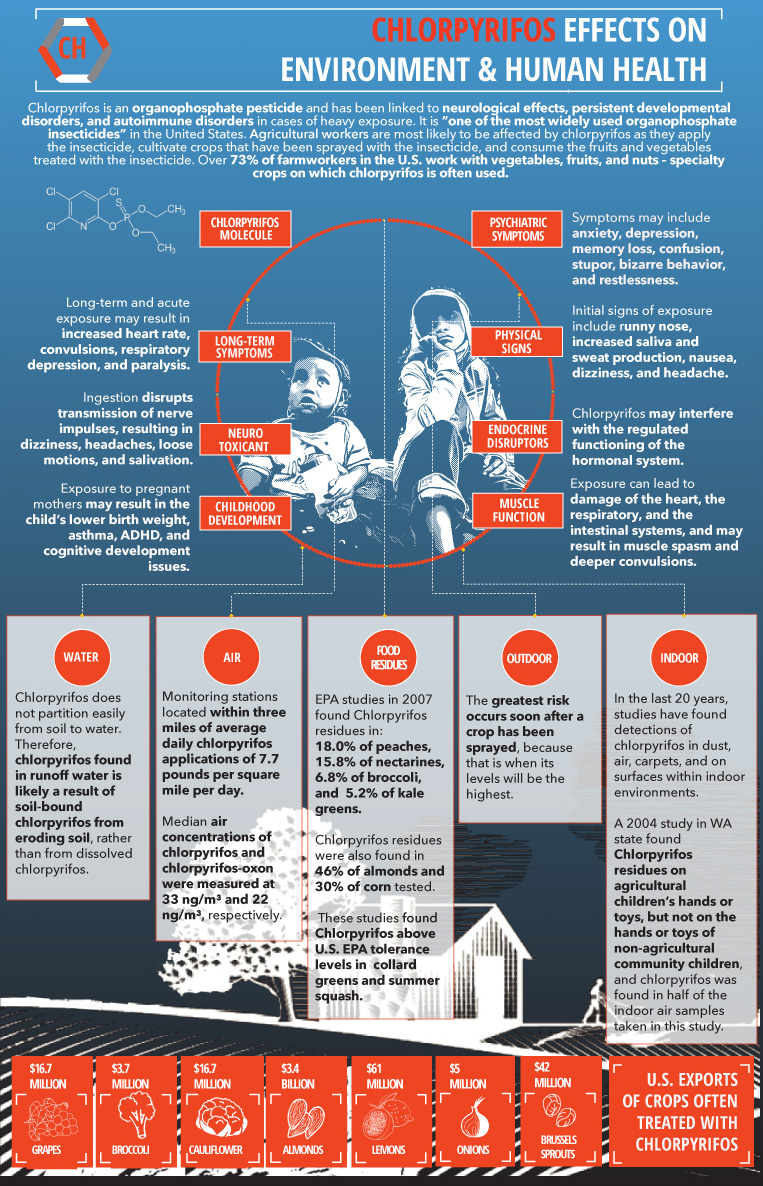 CH
CHLORPYRIFOS EFFECTS ON
ENVIRONMENT & HUMAN HEALTH
Chlorpyrifos is an organophosphate pesticide and has been linked to neurological effects, persistent developmental
disorders, and autoimmune disorders in cases of heavy exposure. It is "one of the most widely used organophosphate
insecticides" in the United States. Agricultural workers are most likely to be affected by chlorpyrifos as they apply
the insecticide, cultivate crops that have been sprayed with the insecticide, and consume the fruits and vegetables
treated with the insecticide. Over 73% of farmworkers in the U.S. work with vegetables, fruits, and nuts – specialty
crops on which chlorpyrifos is often used.
Cl
Cl
Cl
N
O
S
P
O
CH₃
O
CH₃
CHLORPYRIFOS
MOLECULE
Long-term and acute
exposure may result in
increased heart rate,
convulsions, respiratory
depression, and paralysis.
LONG-TERM
SYMPTOMS
Ingestion disrupts
transmission of nerve
impulses, resulting in
dizziness, headaches, loose
motions, and salivation.
NEURO
TOXICANT
Exposure to pregnant
mothers may result in the
child's lower birth weight,
asthma, ADHD, and
cognitive development
issues.
CHILDHOOD
DEVELOPMENT
PSYCHIATRIC
SYMPTOMS
Symptoms may include
anxiety, depression,
memory loss, confusion,
stupor, bizarre behavior,
and restlessness.
PHYSICAL
SIGNS
Initial signs of exposure
include runny nose,
increased saliva and
sweat production, nausea,
dizziness, and headache.
ENDOCRINE
DISRUPTORS
Chlorpyrifos may interfere
with the regulated
functioning of the
hormonal system.
MUSCLE
FUNCTION
Exposure can lead to
damage of the heart, the
respiratory, and the
intestinal systems, and may
result in muscle spasm and
deeper convulsions.
WATER
Chlorpyrifos does
not partition easily
from soil to water.
Therefore,
chlorpyrifos found
in runoff water is
likely a result of
soil-bound
chlorpyrifos from
eroding soil, rather
than from dissolved
chlorpyrifos.
AIR
Monitoring stations
located within three
miles of average
daily chlorpyrifos
applications of 7.7
pounds per square
mile per day.
Median air
concentrations of
chlorpyrifos and
chlorpyrifos-oxon
were measured at
33 ng/m³ and 22
ng/m³, respectively.
FOOD
RESIDUES
EPA studies in 2007
found Chlorpyrifos
residues in:
18.0% of peaches,
15.8% of nectarines,
6.8% of broccoli,
and 5.2% of kale
greens.
Chlorpyrifos residues
were also found in
46% of almonds and
30% of corn tested.
These studies found
Chlorpyrifos above
U.S. EPA tolerance
levels in collard
greens and summer
squash.
OUTDOOR
The greatest risk
occurs soon after a
crop has been
sprayed, because
that is when its
levels will be the
highest.
INDOOR
In the last 20 years,
studies have found
detections of
chlorpyrifos in dust,
air, carpets, and on
surfaces within indoor
environments.
A 2004 study in WA
state found
Chlorpyrifos
residues on
agricultural
children's hands or
toys, but not on the
hands or toys of
non-agricultural
community children,
and chlorpyrifos was
found in half of the
indoor air samples
taken in this study.
$16.7
MILLION
GRAPES
$3.7
MILLION
BROCCOLI
$16.7
MILLION
CAULIFLOWER
$3.4
BILLION
ALMONDS
$61
MILLION
LEMONS
$5
MILLION
ONIONS
$42
MILLION
BRUSSELS
SPROUTS
U.S. EXPORTS
OF CROPS OFTEN
TREATED WITH
CHLORPYRIFOS